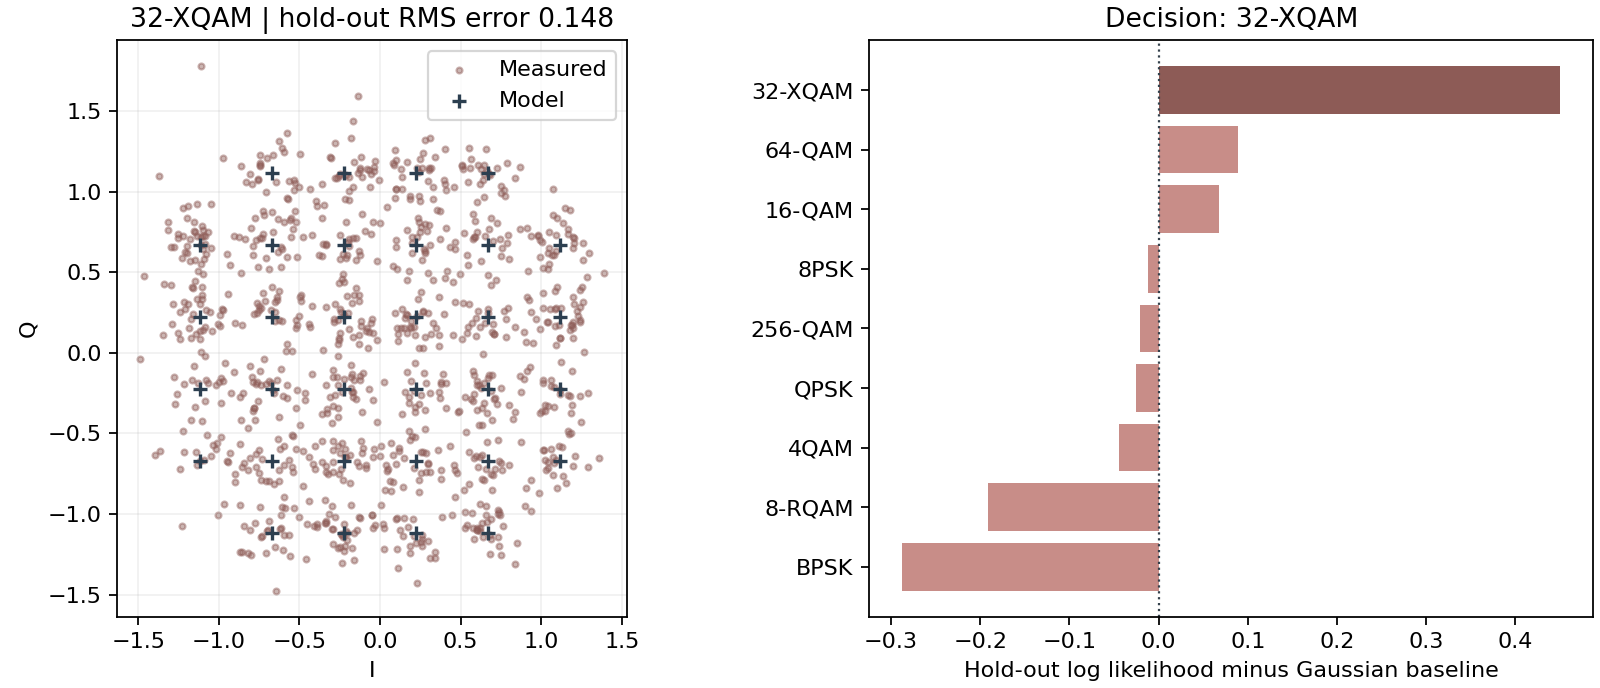 32-XQAM | hold-out RMS error 0.148
Measured
Model
1.5
1.0
0.5
0.0
−0.5
−1.0
−1.5
Q
−1.5
−1.0
−0.5
0.0
0.5
1.0
1.5
I
Decision: 32-XQAM
32-XQAM
64-QAM
16-QAM
8PSK
256-QAM
QPSK
4QAM
8-RQAM
BPSK
−0.3
−0.2
−0.1
0.0
0.1
0.2
0.3
0.4
Hold-out log likelihood minus Gaussian baseline